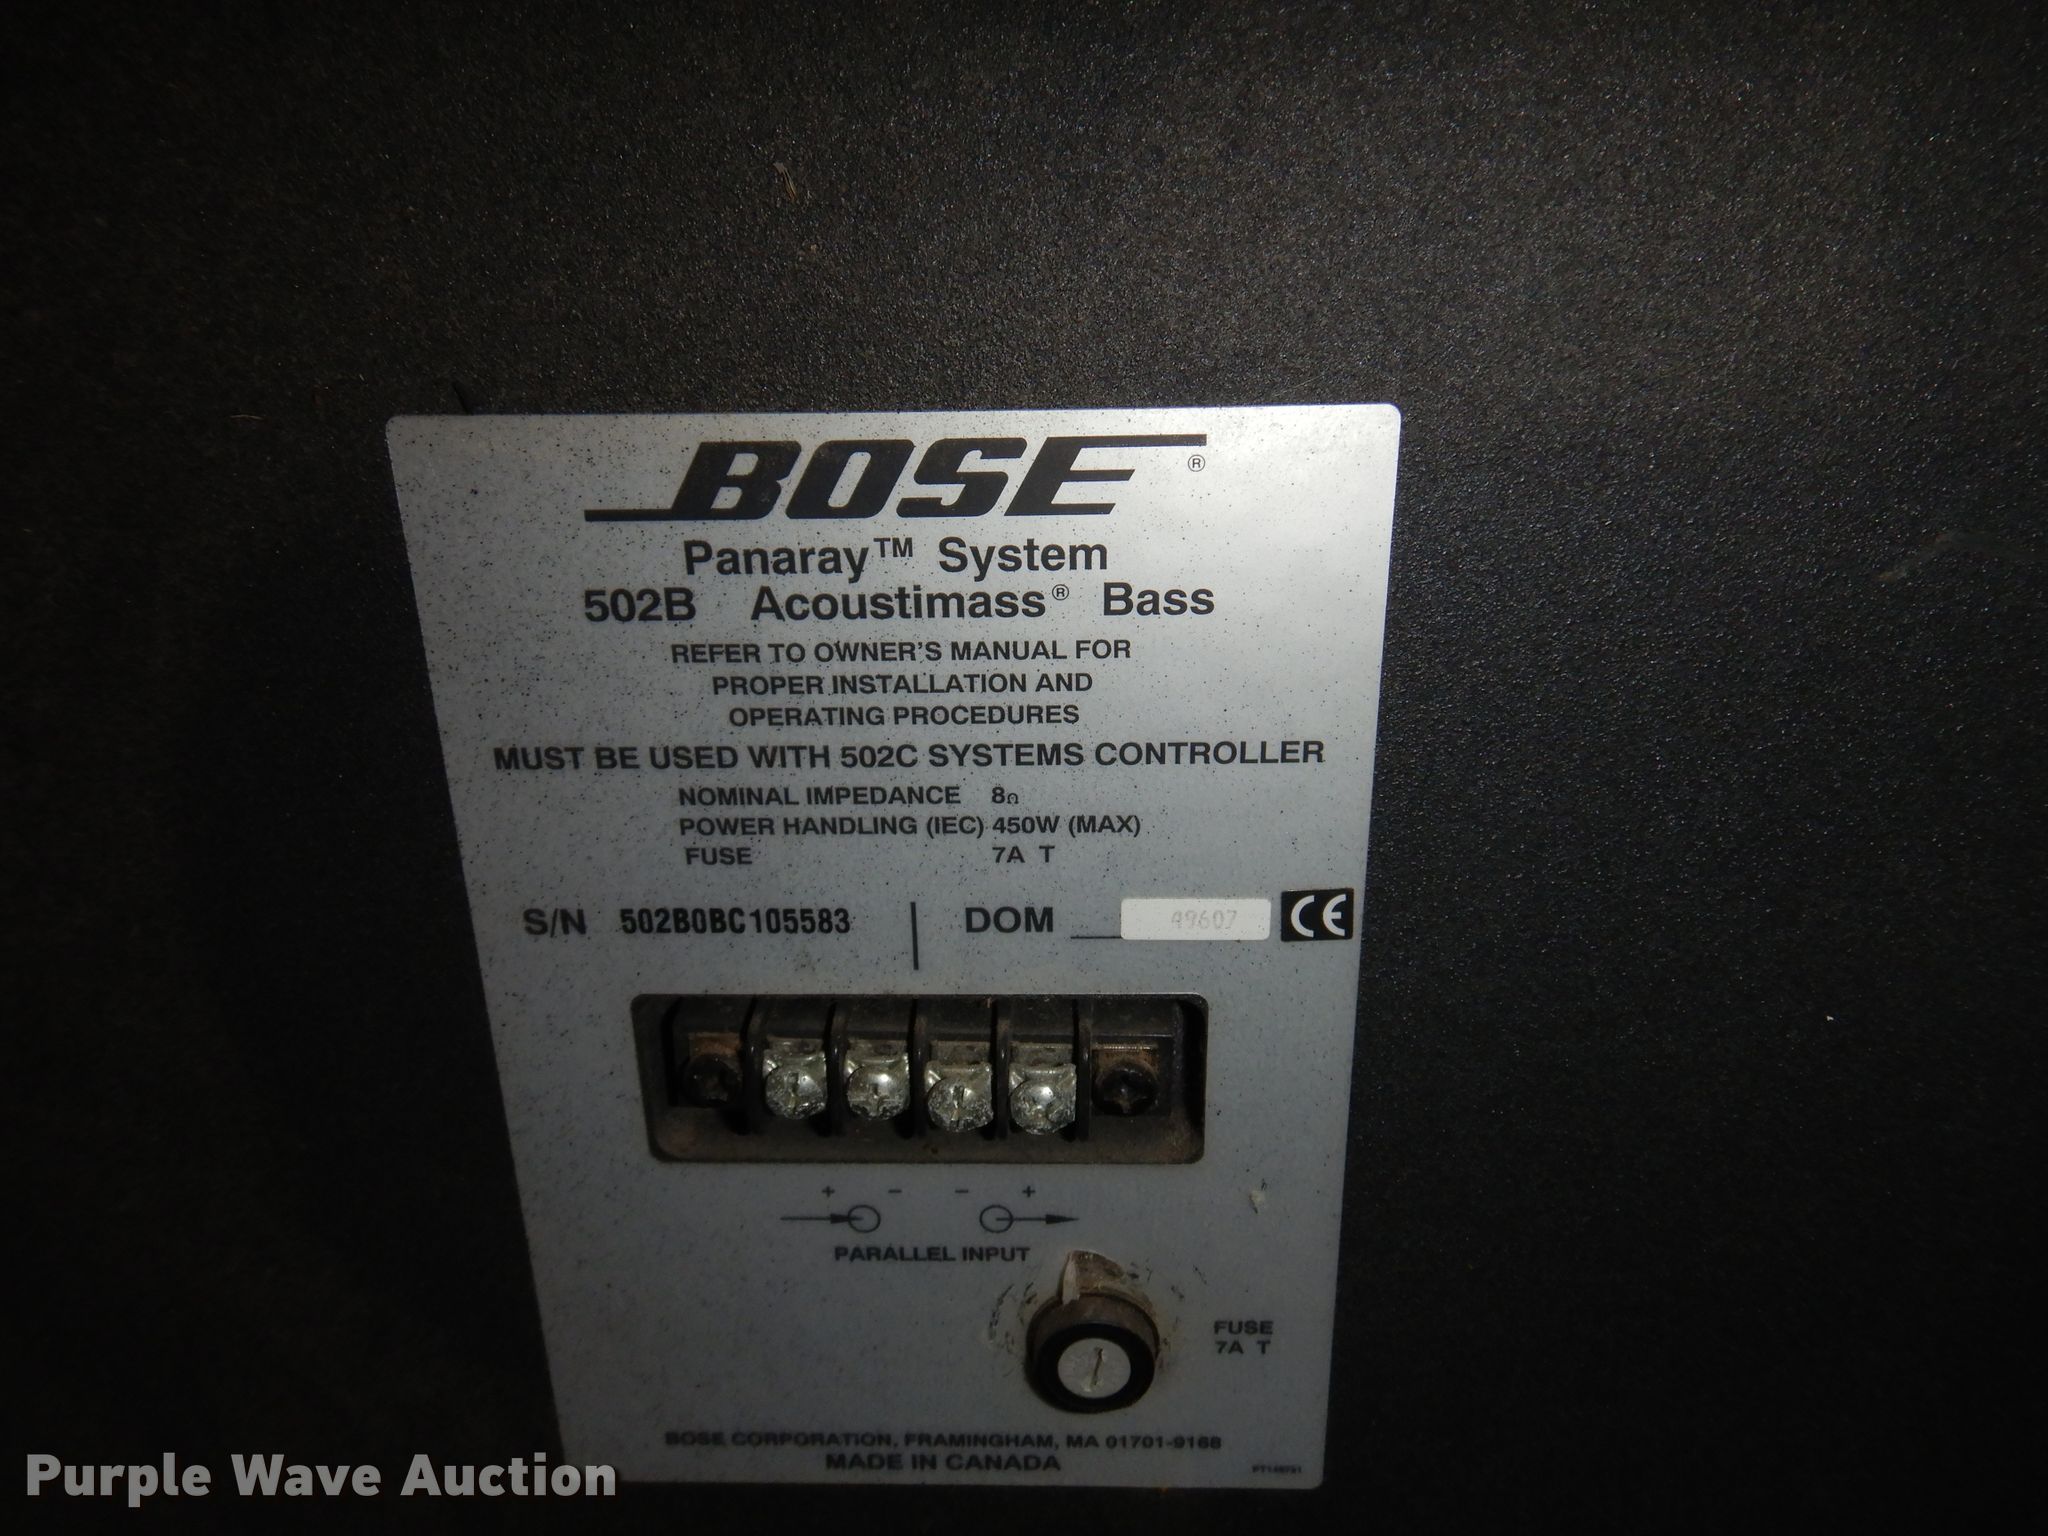 BOSE®
Panaray™ System
502B Acoustimass® Bass
REFER TO OWNER'S MANUAL FOR
PROPER INSTALLATION AND
OPERATING PROCEDURES
MUST BE USED WITH 502C SYSTEMS CONTROLLER
NOMINAL IMPEDANCE 8Ω
POWER HANDLING (IEC) 450W (MAX)
FUSE 7A T
S/N 502B0BC105583 DOM 49607 CE
+ - - +
PARALLEL INPUT
FUSE
7A T
BOSE CORPORATION, FRAMINGHAM, MA 01701-9168
MADE IN CANADA
Purple Wave Auction